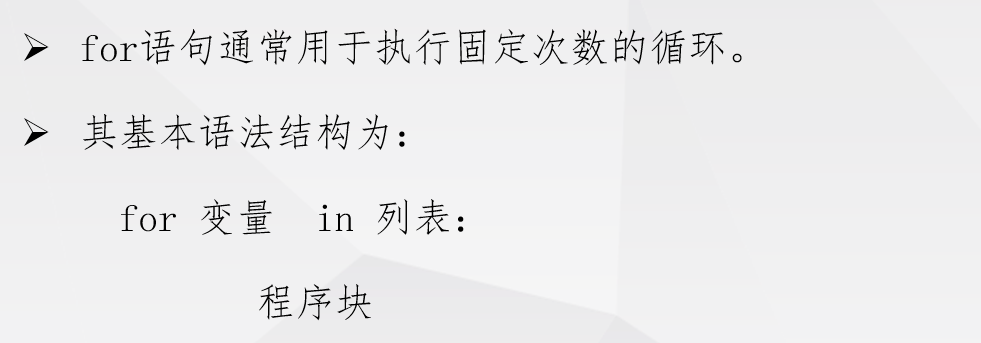 ➢ for语句通常用于执行固定次数的循环。
➢ 其基本语法结构为：
for 变量 in 列表：
程序块